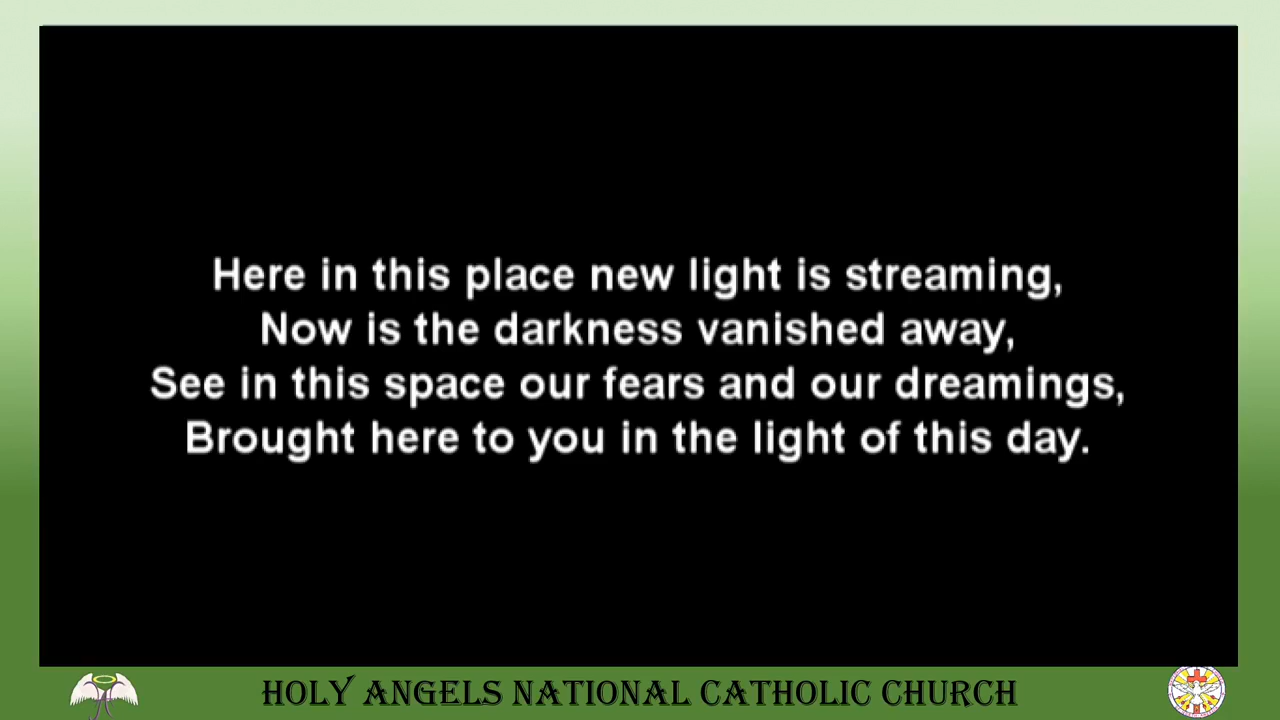 Here in this place new light is streaming,
Now is the darkness vanished away,
See in this space our fears and our dreamings,
Brought here to you in the light of this day.
HOLY ANGELS NATIONAL CATHOLIC CHURCH